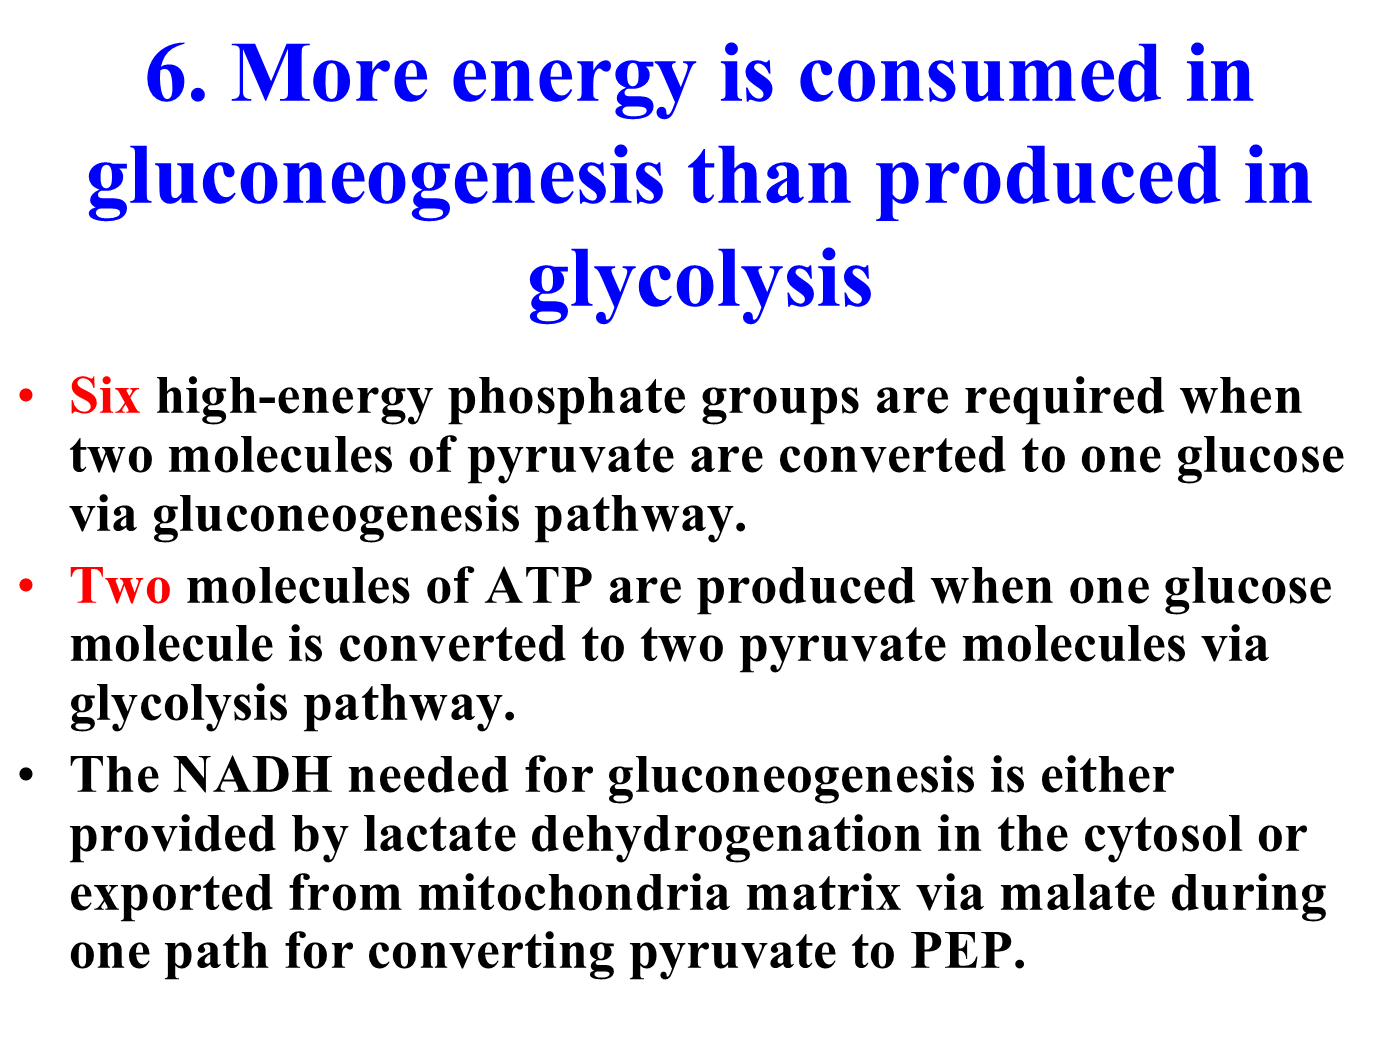 6. More energy is consumed in
gluconeogenesis than produced in
glycolysis
• Six high-energy phosphate groups are required when
two molecules of pyruvate are converted to one glucose
via gluconeogenesis pathway.
• Two molecules of ATP are produced when one glucose
molecule is converted to two pyruvate molecules via
glycolysis pathway.
• The NADH needed for gluconeogenesis is either
provided by lactate dehydrogenation in the cytosol or
exported from mitochondria matrix via malate during
one path for converting pyruvate to PEP.